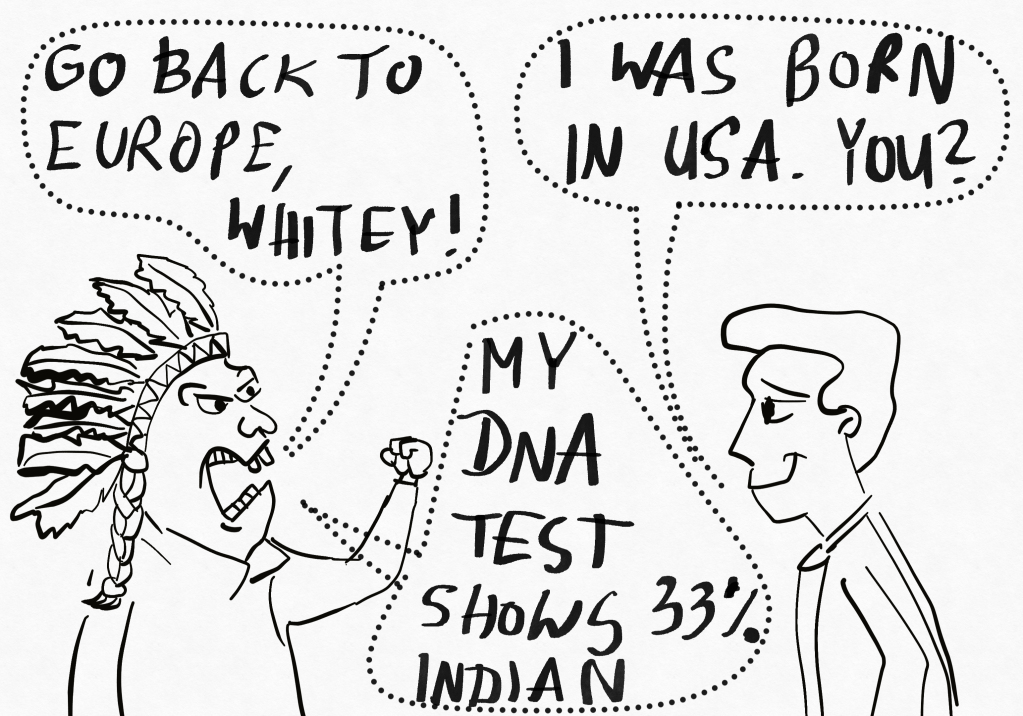 GO BACK TO
EUROPE,
WHITEY!
I WAS BORN
IN USA. YOU?
MY
DNA
TEST
SHOWS 33%
INDIAN